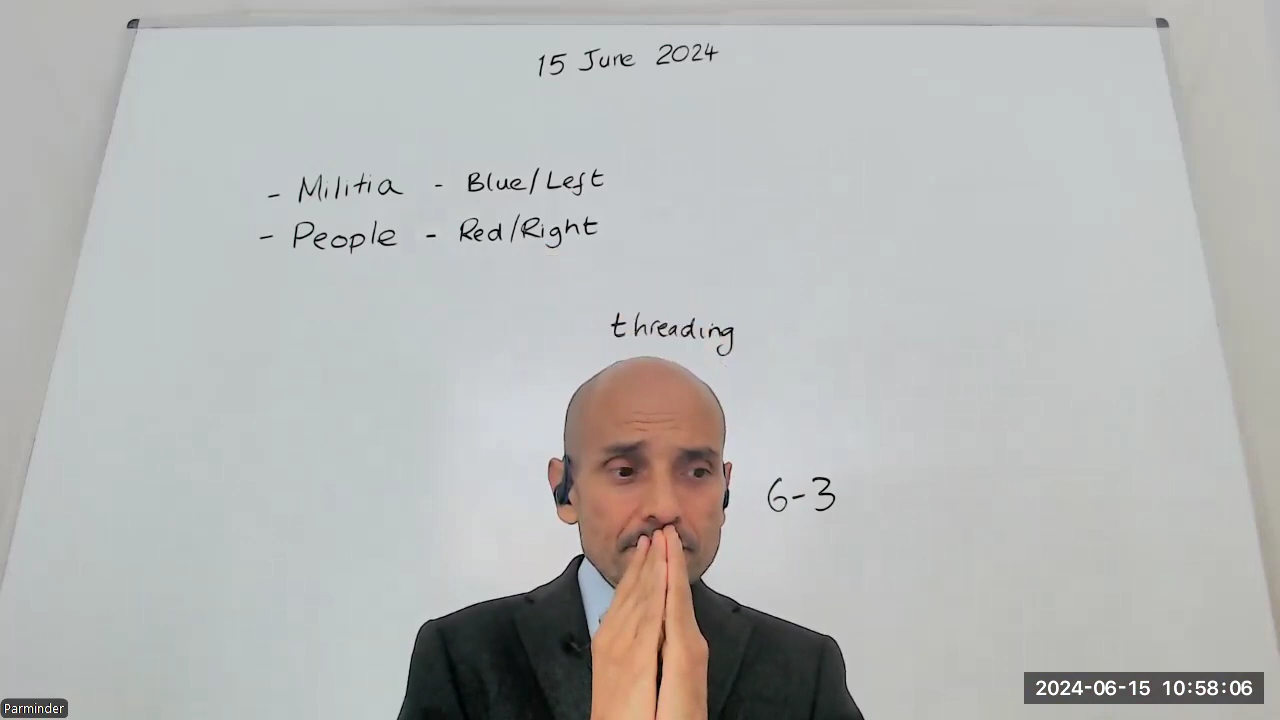 15 June 2024
- Militia - Blue/Left
- People - Red/Right
threading
6-3
Parminder
2024-06-15 10:58:06